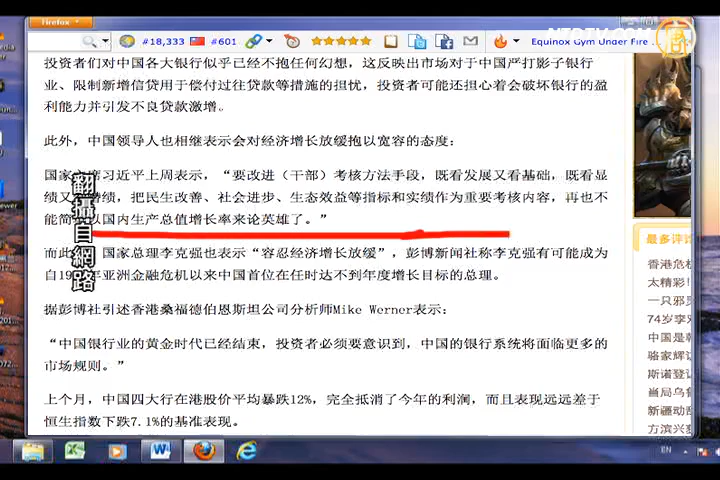 Firefox
#18,333
#601
Equinox Gym Under Fire
投资者们对中国各大银行似乎已经不抱任何幻想，这反映出市场对于中国严打影子银行
业、限制新增信贷用于偿付过往贷款等措施的担忧，投资者可能还担心着会破坏银行的盈
利能力并引发不良贷款激增。
此外，中国领导人也相继表示会对经济增长放缓抱以宽容的态度：
国家主席习近平上周表示，“要改进（干部）考核方法手段，既看发展又看基础，既看显
绩又 绩，把民生改善、社会进步、生态效益等指标和实绩作为重要考核内容，再也不
能简 以国内生产总值增长率来论英雄了。”
而此 国家总理李克强也表示“容忍经济增长放缓”，彭博新闻社称李克强有可能成为
自19 年亚洲金融危机以来中国首位在任时达不到年度增长目标的总理。
据彭博社引述香港桑福德伯恩斯坦公司分析师Mike Werner表示：
“中国银行业的黄金时代已经结束，投资者必须要意识到，中国的银行系统将面临更多的
市场规则。”
上个月，中国四大行在港股价平均暴跌12%，完全抵消了今年的利润，而且表现远远差于
恒生指数下跌7.1%的基准表现。
翻攝自網路
最多评论
香港危机
太精彩!
一只邪灵
74岁李
中国是
骆家辉
斯诺登
当局乌
新疆动乱
方滨兴
EN